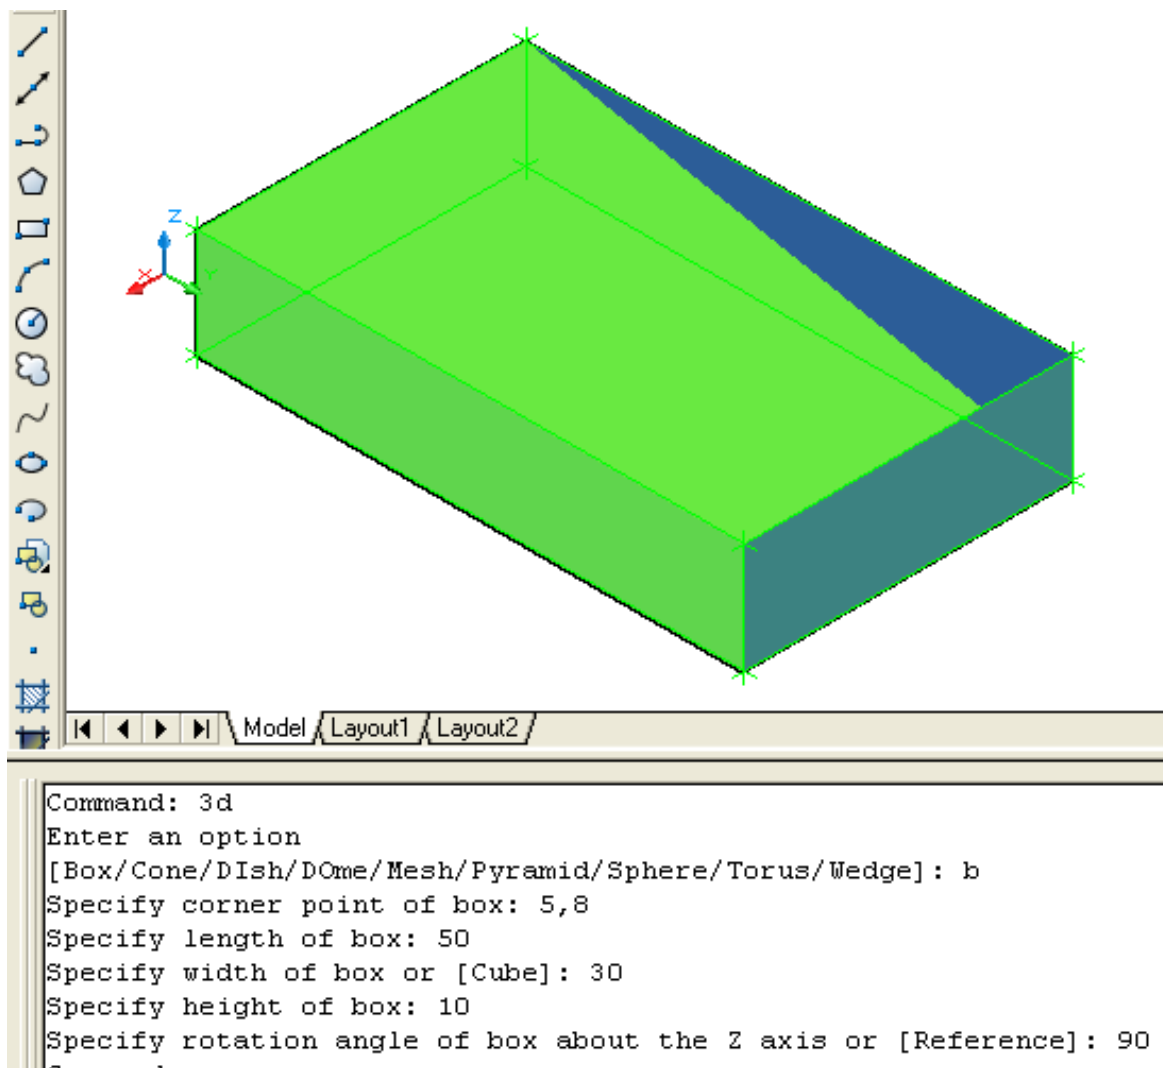 Z
X
Y
Model Layout1 Layout2
Command: 3d
Enter an option
[Box/Cone/DIsh/DOme/Mesh/Pyramid/Sphere/Torus/Wedge]: b
Specify corner point of box: 5,8
Specify length of box: 50
Specify width of box or [Cube]: 30
Specify height of box: 10
Specify rotation angle of box about the Z axis or [Reference]: 90